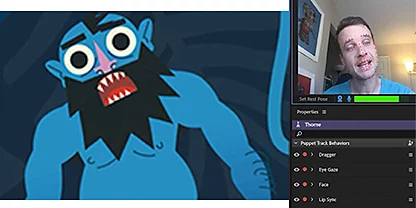 Set Rest Pose
Properties
Thorne
Puppet Track Behaviors
Dragger
Eye Gaze
Face
Lip Sync